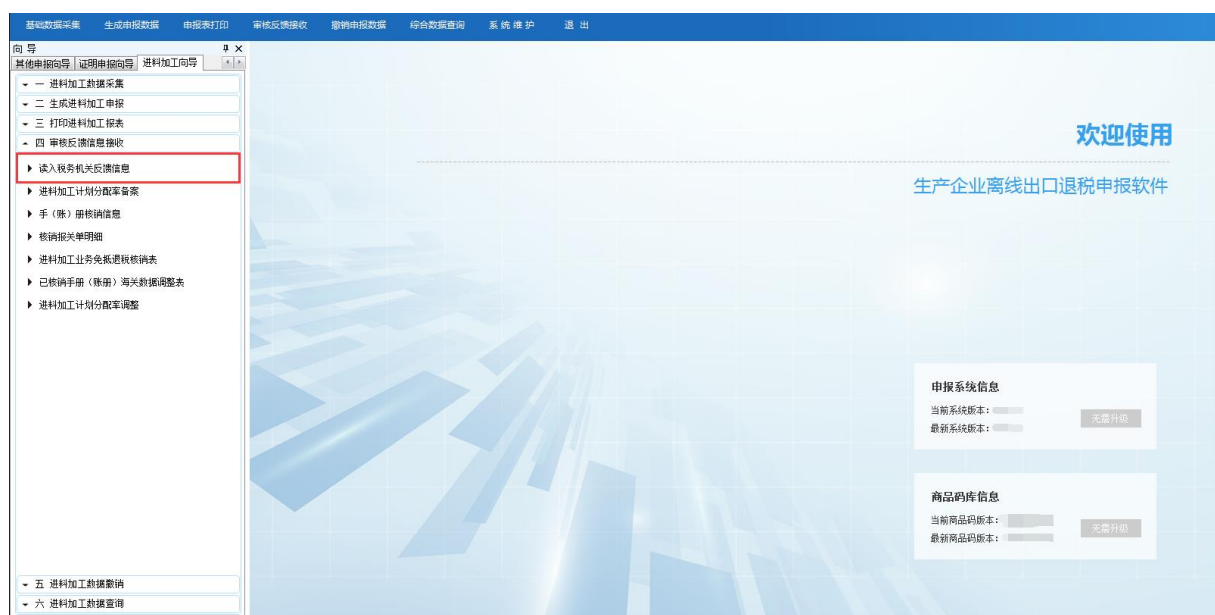 基础数据采集 生成申报数据 申报表打印 审核反馈接收 撤销申报数据 综合数据查询 系统维护 退出
向导
其他申报向导 证明申报向导 进料加工向导
一 进料加工数据采集
二 生成进料加工申报
三 打印进料加工报表
四 审核反馈信息接收
读入税务机关反馈信息
进料加工计划分配率备案
手（账）册核销信息
核销报关单明细
进料加工业务免抵退税核销表
已核销手册（账册）海关数据调整表
进料加工计划分配率调整
五 进料加工数据撤销
六 进料加工数据查询
欢迎使用
生产企业离线出口退税申报软件
申报系统信息
当前系统版本：
最新系统版本：
无需升级
商品码库信息
当前商品码版本：
最新商品码版本：
无需升级